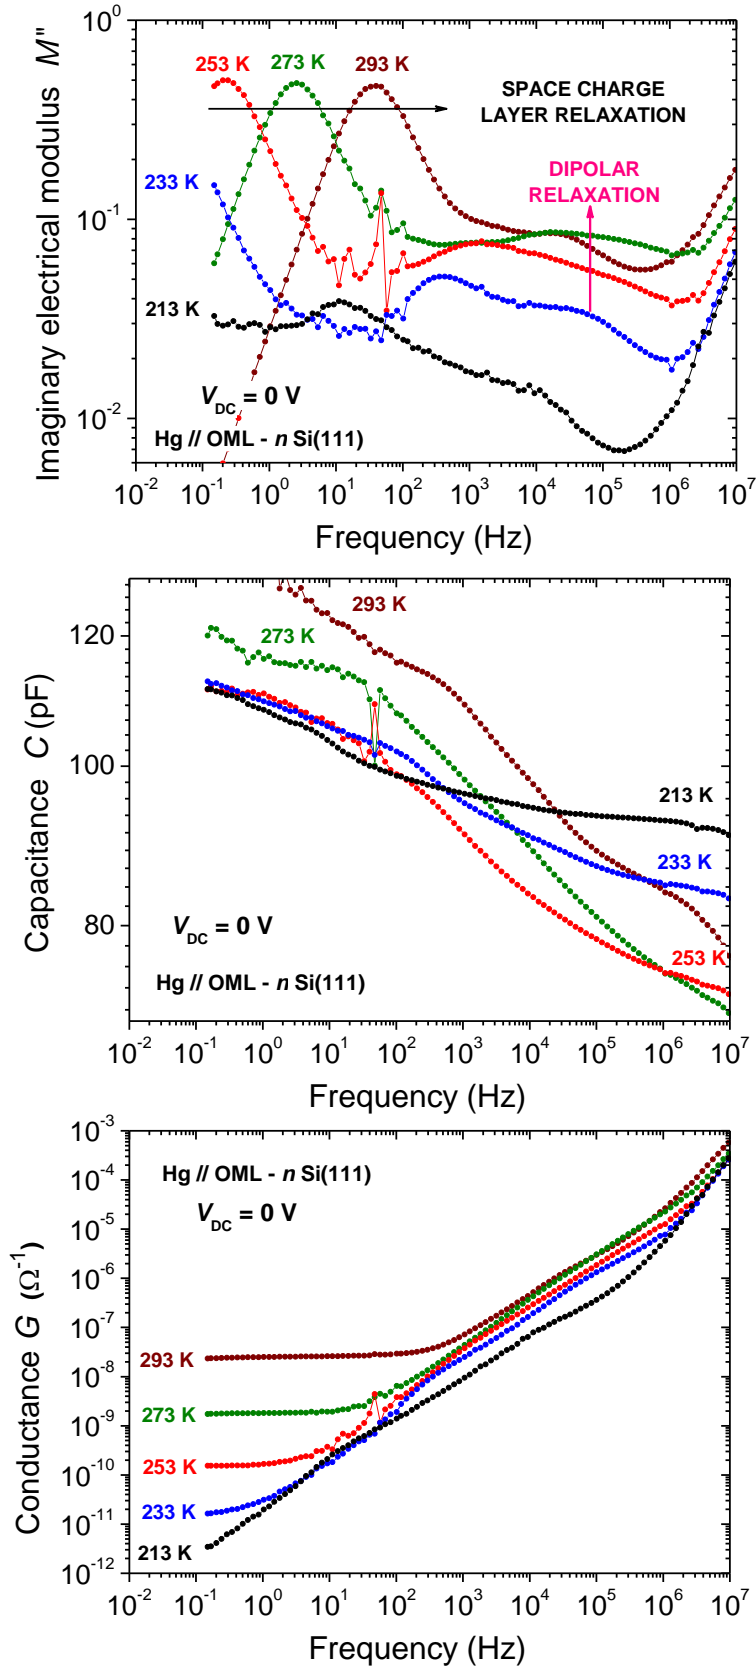 Imaginary electrical modulus M"
10^0
10^-1
10^-2
253 K
273 K
293 K
SPACE CHARGE
LAYER RELAXATION
DIPOLAR
RELAXATION
233 K
213 K
V_DC = 0 V
Hg // OML - n Si(111)
10^-2 10^-1 10^0 10^1 10^2 10^3 10^4 10^5 10^6 10^7
Frequency (Hz)
Capacitance C (pF)
120
100
80
293 K
273 K
213 K
233 K
253 K
V_DC = 0 V
Hg // OML - n Si(111)
10^-2 10^-1 10^0 10^1 10^2 10^3 10^4 10^5 10^6 10^7
Frequency (Hz)
Conductance G (Ω^-1)
10^-3
10^-4
10^-5
10^-6
10^-7
10^-8
10^-9
10^-10
10^-11
10^-12
Hg // OML - n Si(111)
V_DC = 0 V
293 K
273 K
253 K
233 K
213 K
10^-2 10^-1 10^0 10^1 10^2 10^3 10^4 10^5 10^6 10^7
Frequency (Hz)